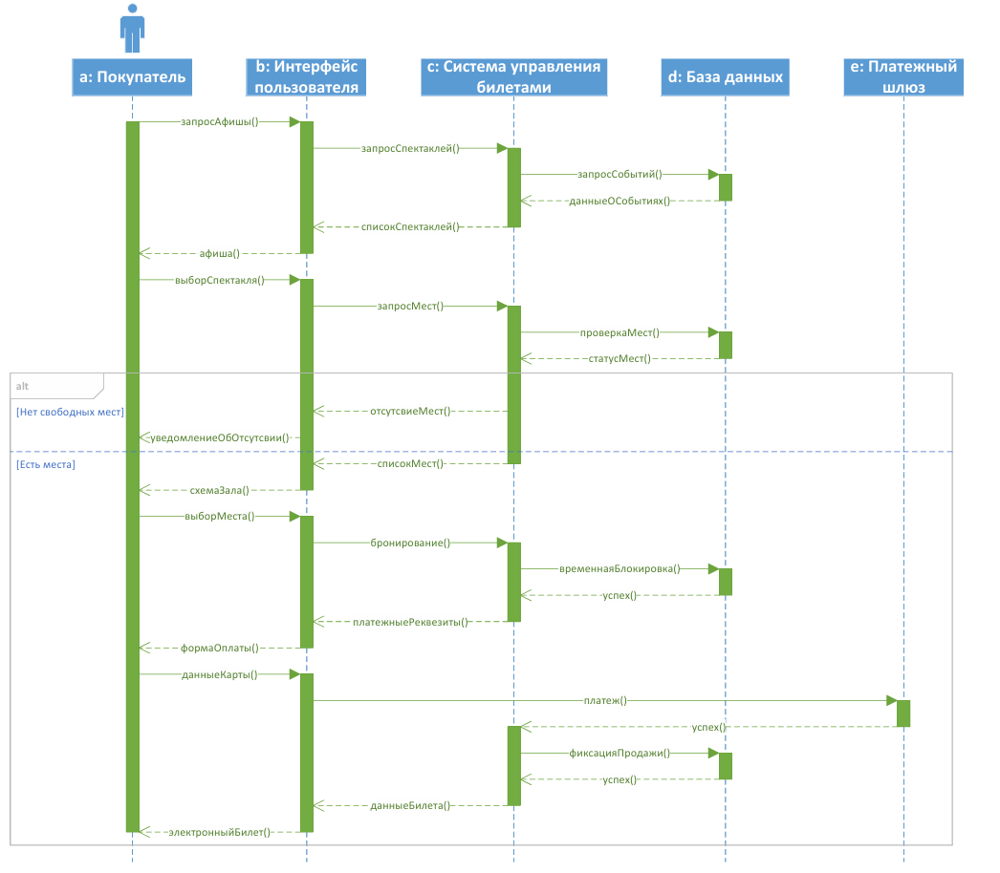 a: Покупатель
b: Интерфейс
пользователя
c: Система управления
билетами
d: База данных
e: Платежный
шлюз
запросАфишы()
запросСпектаклей()
запросСобытий()
данныеОСобытиях()
списокСпектаклей()
афиша()
выборСпектакля()
запросМест()
проверкаМест()
статусМест()
alt
[Нет свободных мест]
отсутсвиеМест()
уведомлениеОбОтсутсвии()
[Есть места]
списокМест()
схемаЗала()
выборМеста()
бронирование()
временнаяБлокировка()
успех()
платежныеРеквезиты()
формаОплаты()
данныеКарты()
платеж()
успех()
фиксацияПродажи()
успех()
данныеБилета()
электронныйБилет()